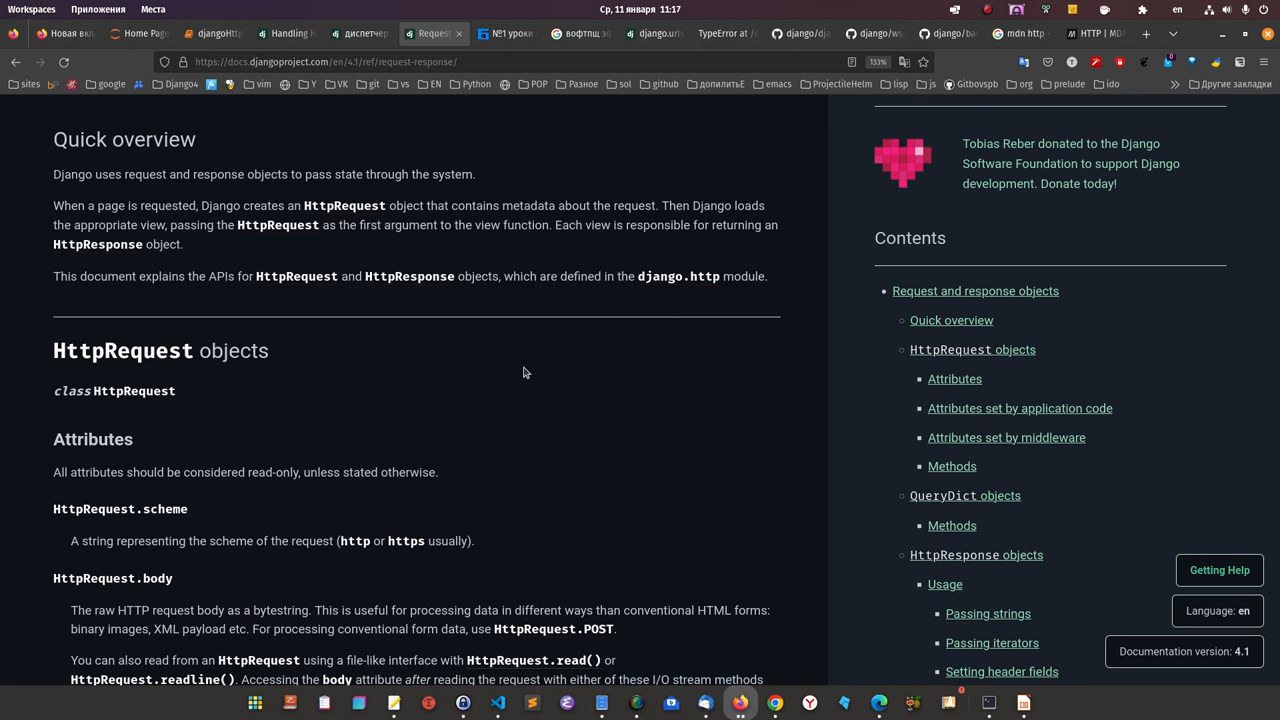 Workspaces Приложения Места Ср, 11 января 11:17 en
Новая вкл Home Page djangoHttp Handling H диспетчер Request №1 уроки вофтпщ django.urls TypeError at / django/dja django/ws django/ba mdn http HTTP | MDN
https://docs.djangoproject.com/en/4.1/ref/request-response/ 133%
sites google Django4 vim Y VK git vs EN Python POP Разное sol github допилитьЕ emacs ProjectileHelm lisp js Gitbovspb org prelude ido Другие закладки
Quick overview
Django uses request and response objects to pass state through the system.
When a page is requested, Django creates an HttpRequest object that contains metadata about the request. Then Django loads
the appropriate view, passing the HttpRequest as the first argument to the view function. Each view is responsible for returning an
HttpResponse object.
This document explains the APIs for HttpRequest and HttpResponse objects, which are defined in the django.http module.
HttpRequest objects
class HttpRequest
Attributes
All attributes should be considered read-only, unless stated otherwise.
HttpRequest.scheme
A string representing the scheme of the request (http or https usually).
HttpRequest.body
The raw HTTP request body as a bytestring. This is useful for processing data in different ways than conventional HTML forms:
binary images, XML payload etc. For processing conventional form data, use HttpRequest.POST.
You can also read from an HttpRequest using a file-like interface with HttpRequest.read() or
HttpRequest.readline(). Accessing the body attribute after reading the request with either of these I/O stream methods
Tobias Reber donated to the Django
Software Foundation to support Django
development. Donate today!
Contents
Request and response objects
Quick overview
HttpRequest objects
Attributes
Attributes set by application code
Attributes set by middleware
Methods
QueryDict objects
Methods
HttpResponse objects
Usage
Passing strings
Passing iterators
Setting header fields
Getting Help
Language: en
Documentation version: 4.1